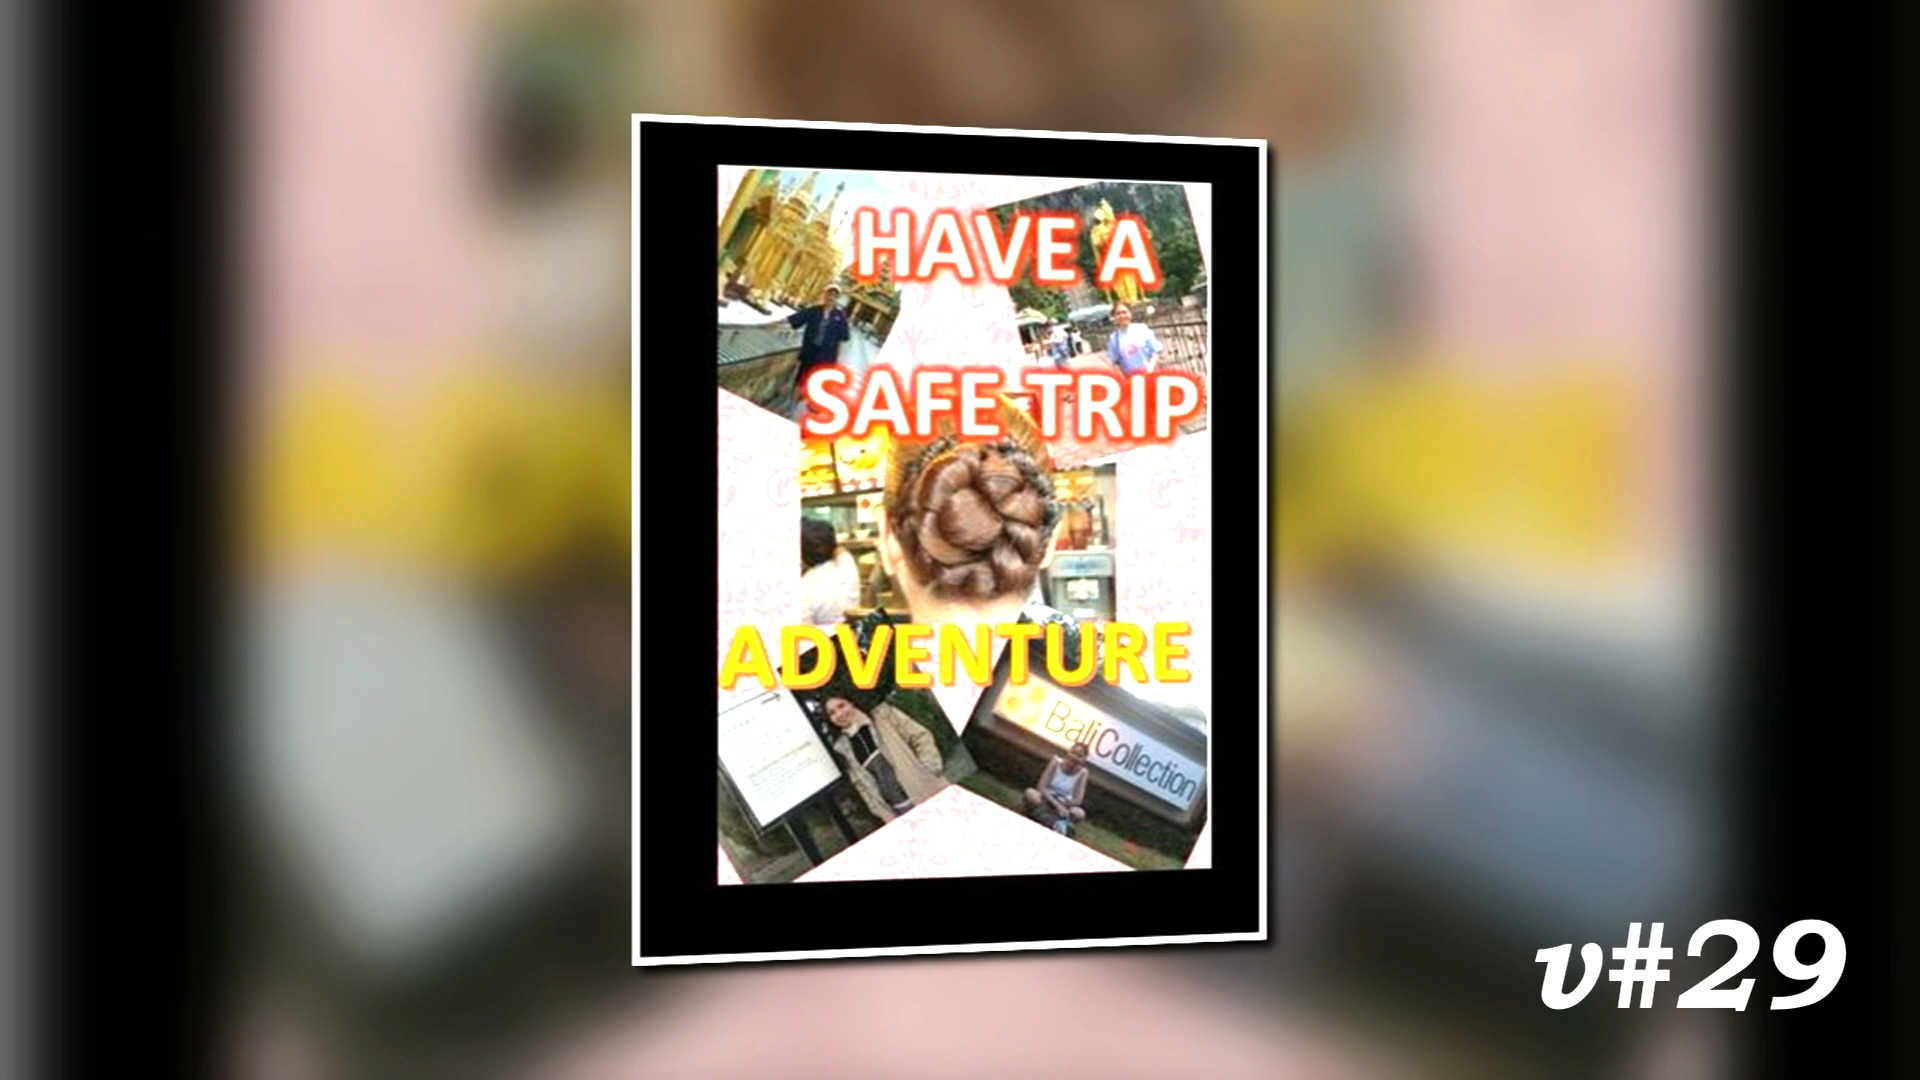 HAVE A
SAFE TRIP
ADVENTURE
BaliCollection
v#29